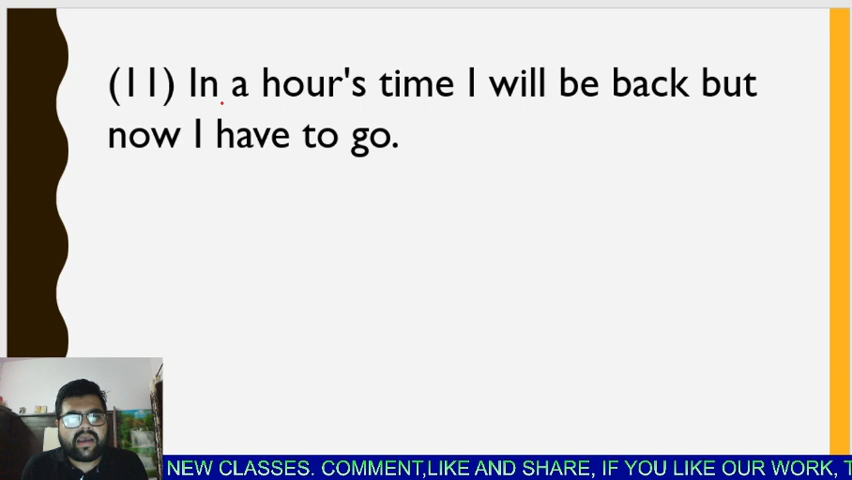 (11) In a hour's time I will be back but
now I have to go.
NEW CLASSES. COMMENT,LIKE AND SHARE, IF YOU LIKE OUR WORK, T